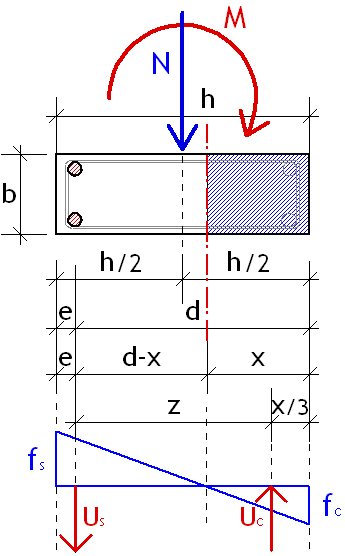 M
N
h
b
h/2 h/2
e d
e d-x x
z x/3
fs
Us Uc fc